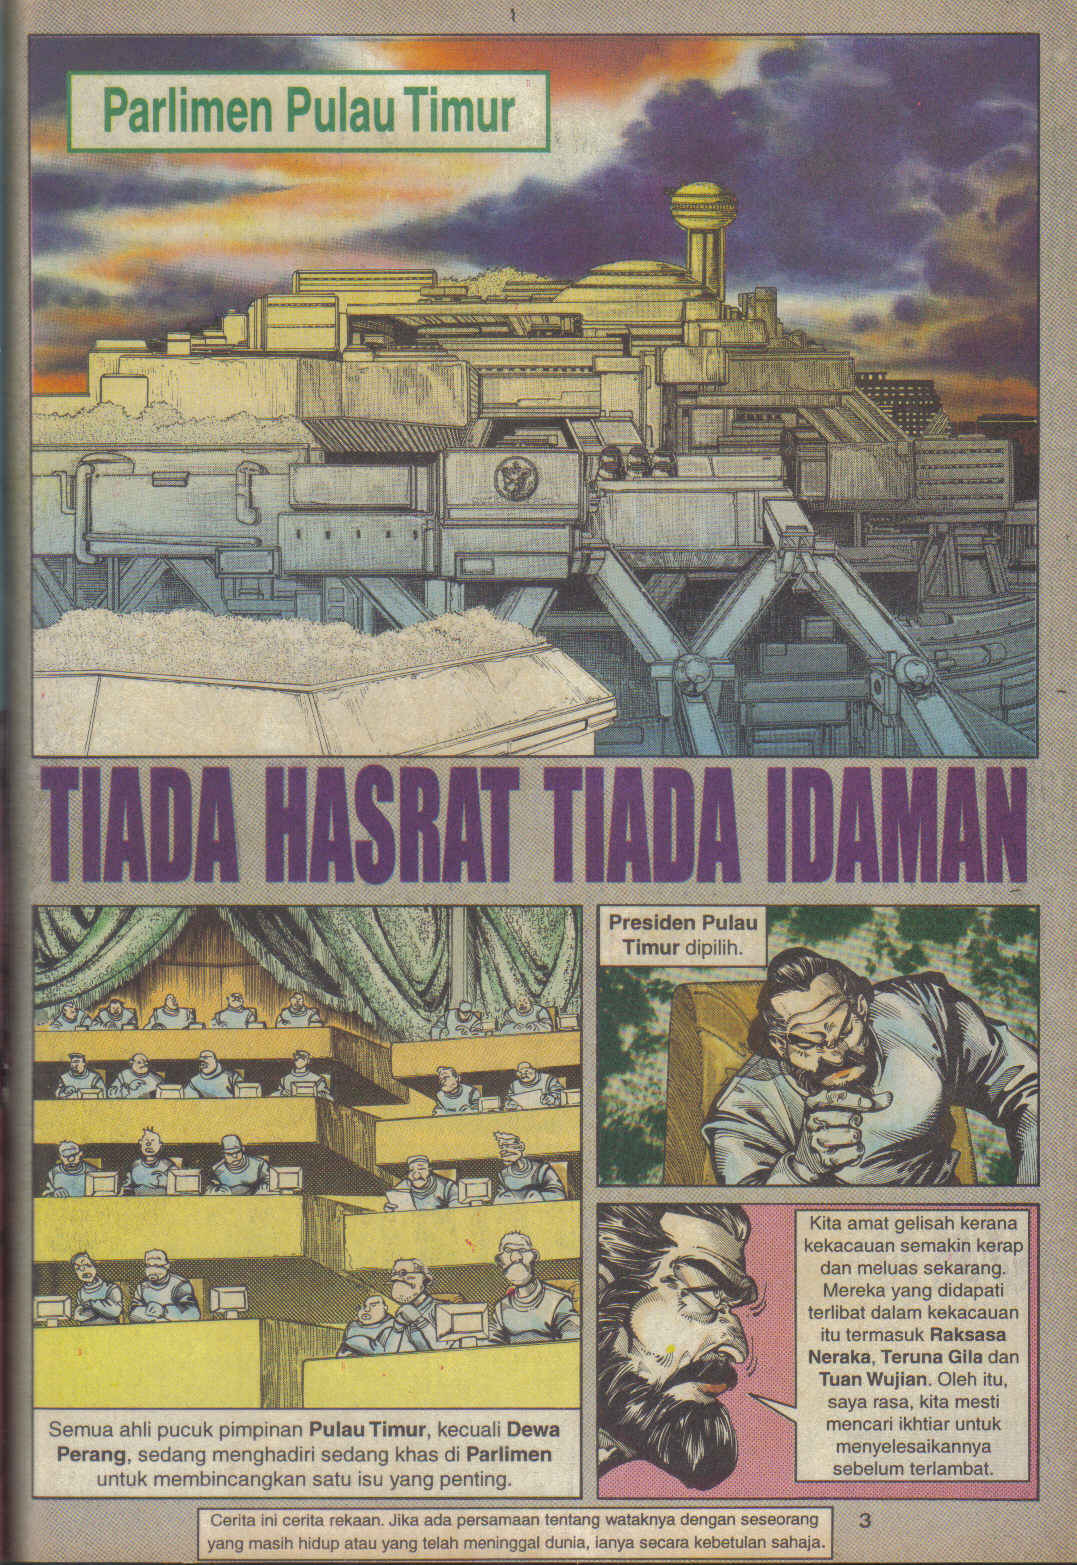 1
Parlimen Pulau Timur
TIADA HASRAT TIADA IDAMAN
Semua ahli pucuk pimpinan Pulau Timur, kecuali Dewa
Perang, sedang menghadiri sedang khas di Parlimen
untuk membincangkan satu isu yang penting.
Presiden Pulau
Timur dipilih.
Kita amat gelisah kerana
kekacauan semakin kerap
dan meluas sekarang.
Mereka yang didapati
terlibat dalam kekacauan
itu termasuk Raksasa
Neraka, Teruna Gila dan
Tuan Wujian. Oleh itu,
saya rasa, kita mesti
mencari ikhtiar untuk
menyelesaikannya
sebelum terlambat.
Cerita ini cerita rekaan. Jika ada persamaan tentang wataknya dengan seseorang
yang masih hidup atau yang telah meninggal dunia, ianya secara kebetulan sahaja.
3